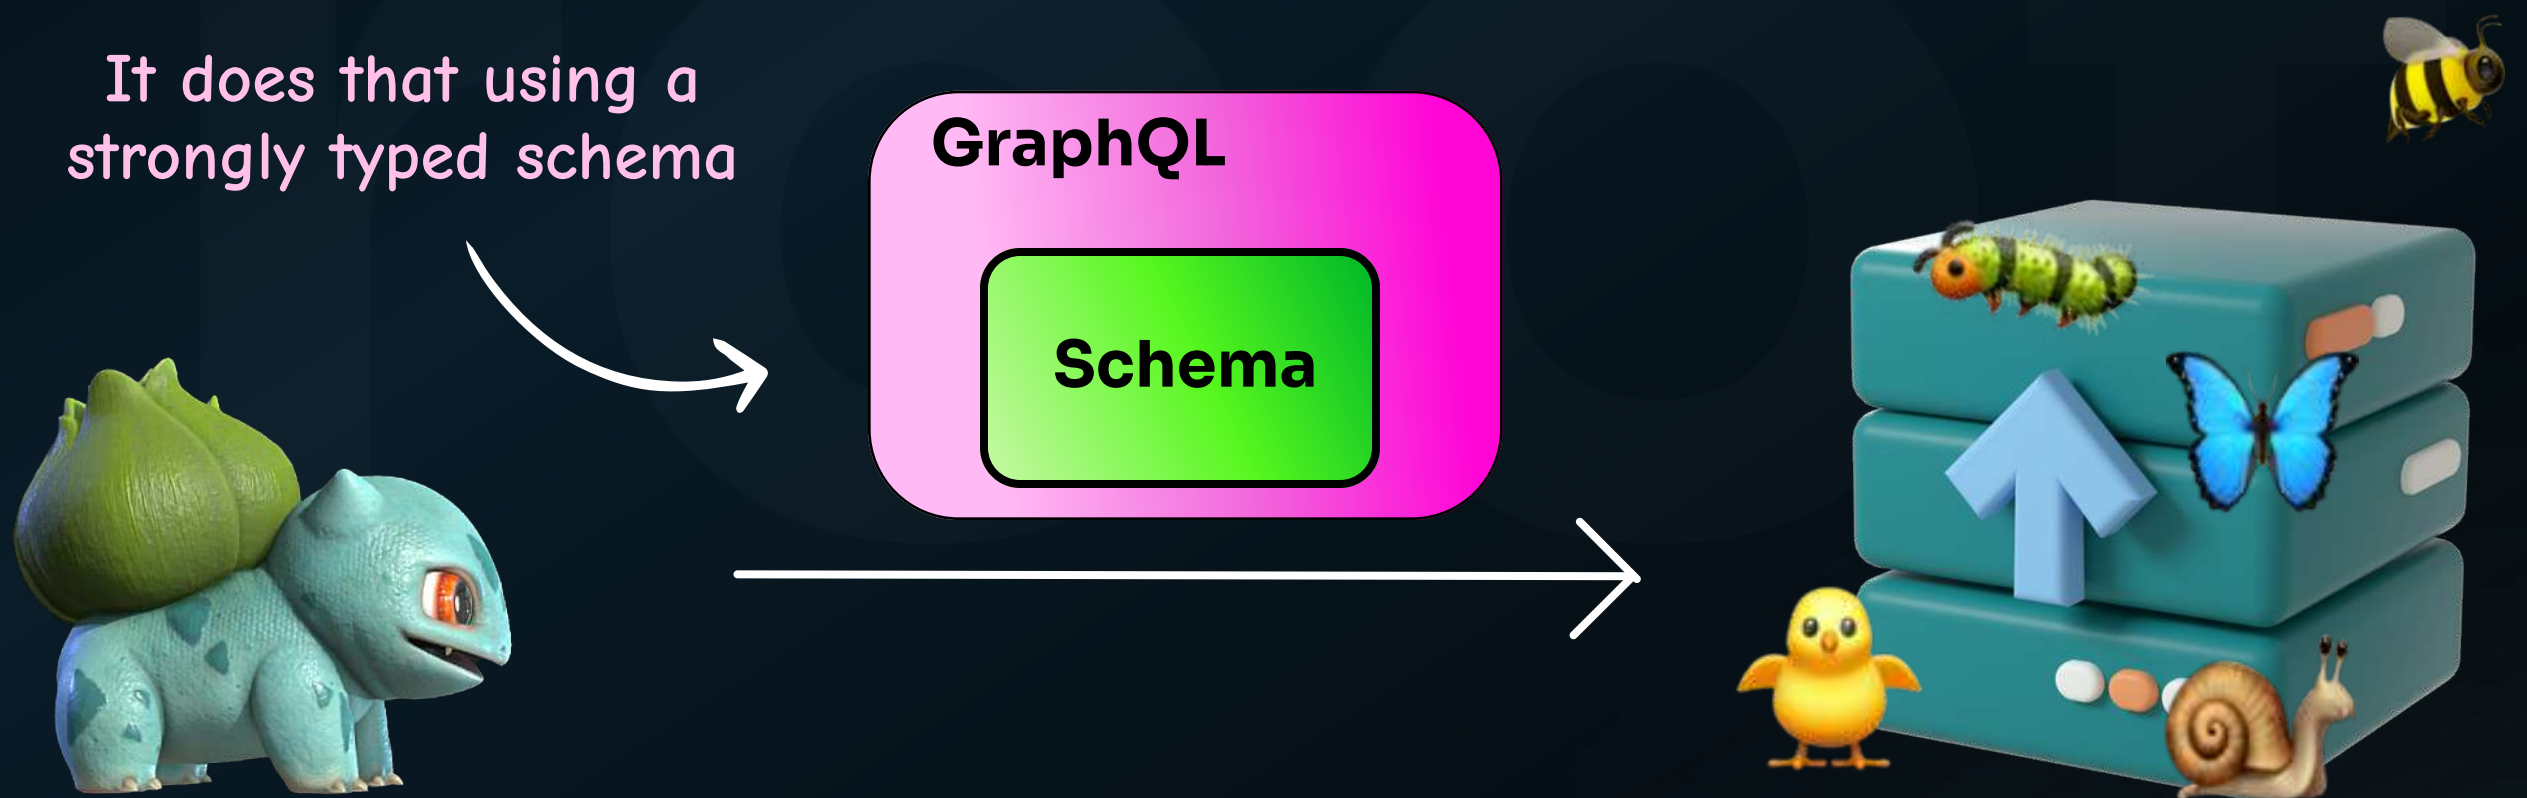 It does that using a
strongly typed schema
GraphQL
Schema